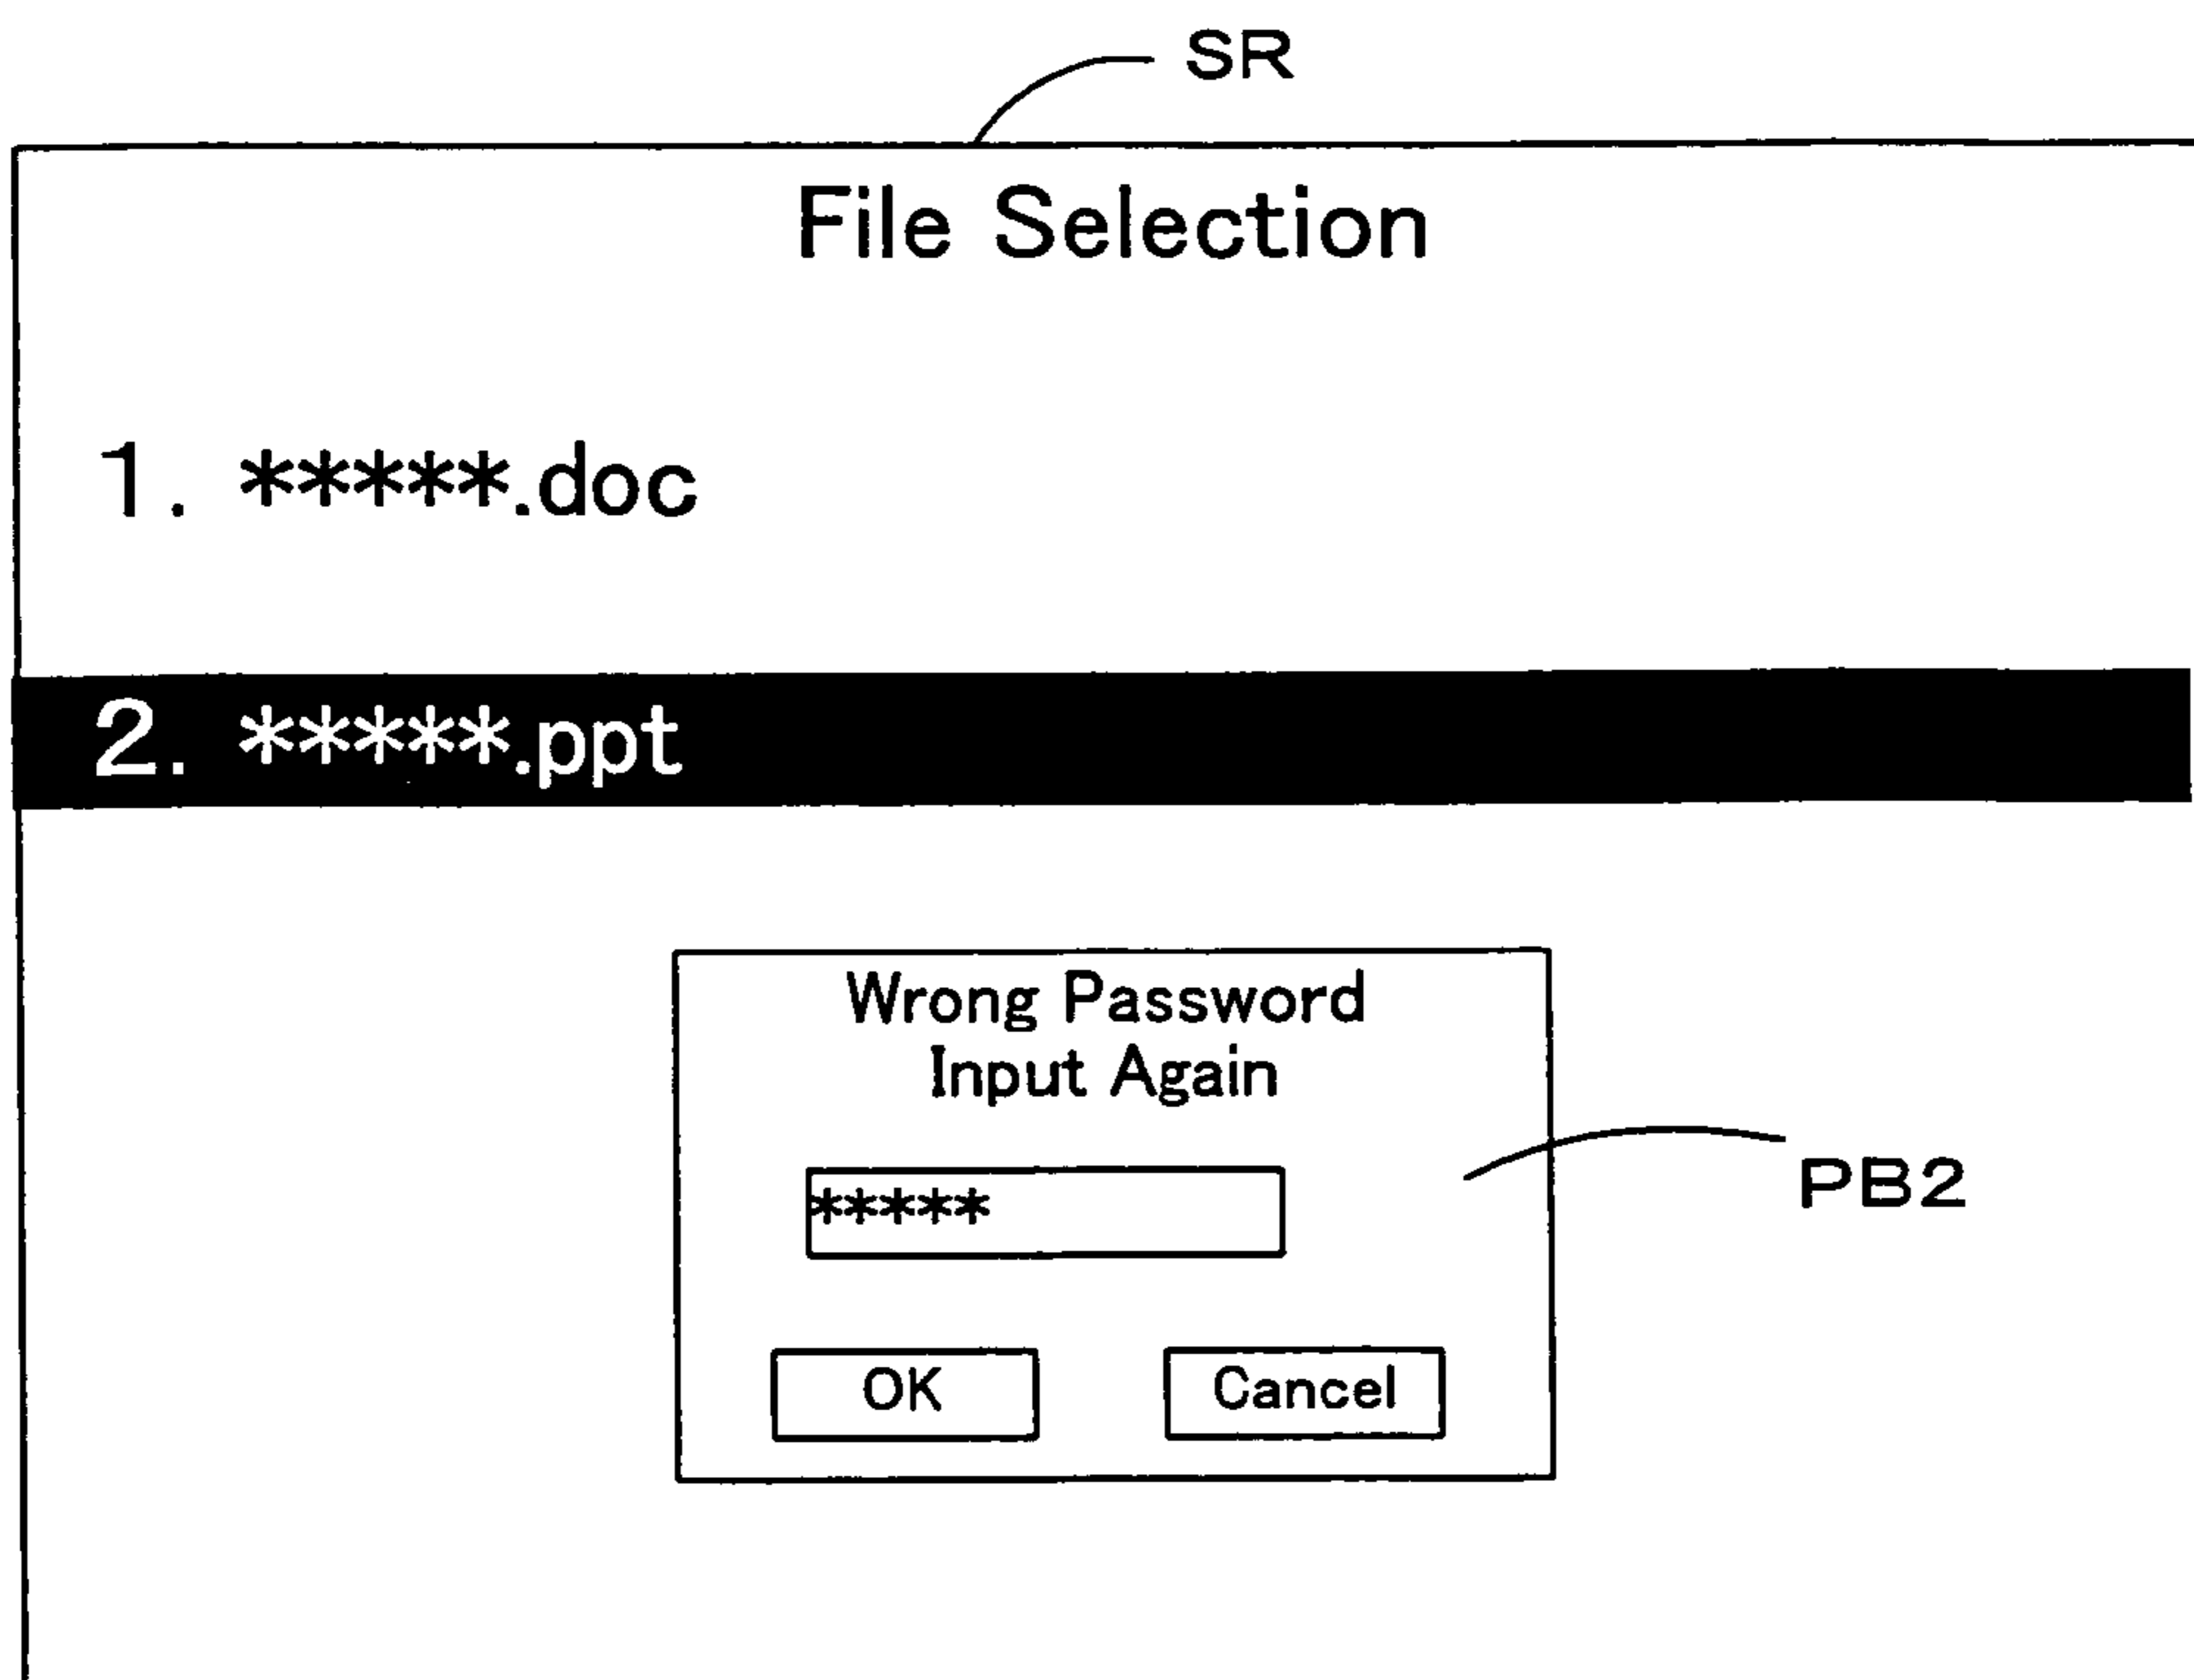 SR
File Selection
1. *****.doc
2. *****.ppt
Wrong Password
Input Again
*****
PB2
OK
Cancel